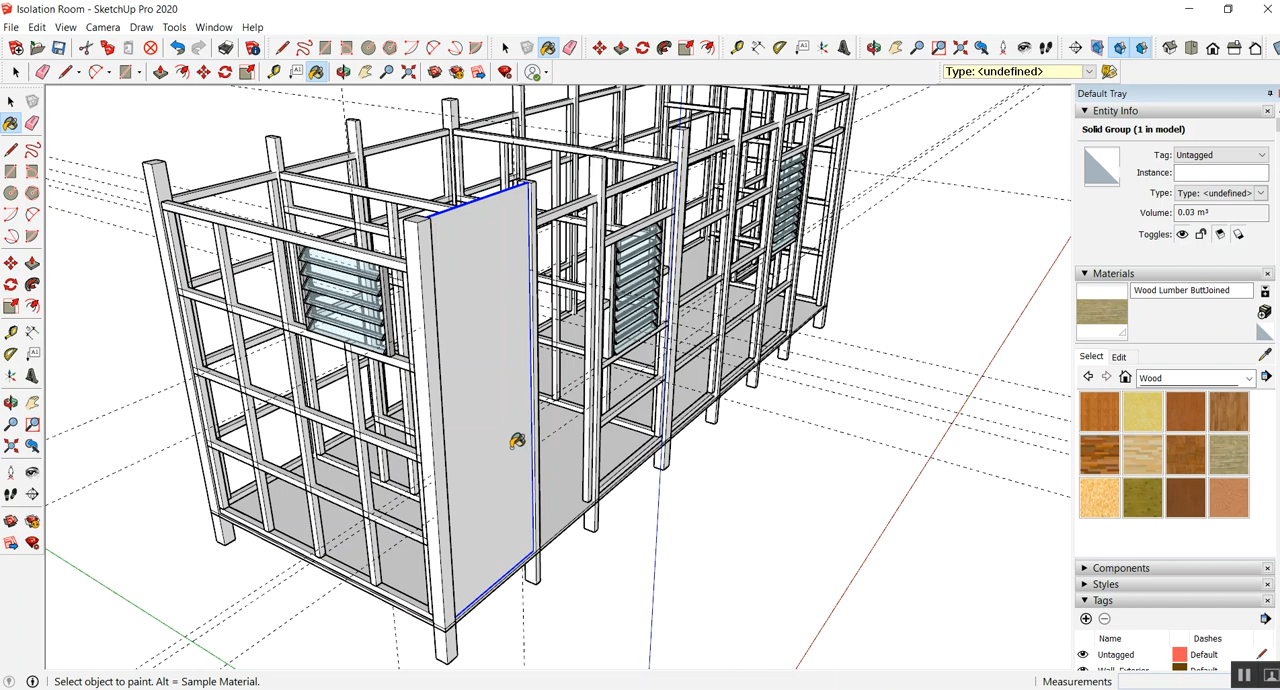 Isolation Room - SketchUp Pro 2020
File Edit View Camera Draw Tools Window Help
Type: <undefined>
Default Tray
Entity Info
Solid Group (1 in model)
Tag: Untagged
Instance:
Type: Type: <undefined>
Volume: 0.03 m³
Toggles:
Materials
Wood Lumber ButtJoined
Select Edit
Wood
Components
Styles
Tags
Name Dashes
Untagged Default
Wall_Exterior Default
Select object to paint. Alt = Sample Material.
Measurements